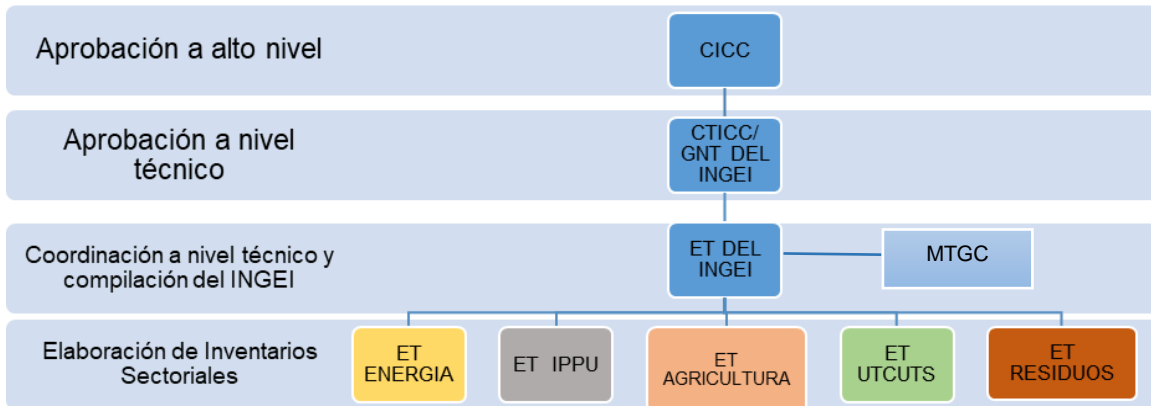 Aprobación a alto nivel
CICC
Aprobación a nivel
técnico
CTICC/
GNT DEL
INGEI
Coordinación a nivel técnico y
compilación del INGEI
ET DEL
INGEI
MTGC
Elaboración de Inventarios
Sectoriales
ET
ENERGIA
ET IPPU
ET
AGRICULTURA
ET
UTCUTS
ET
RESIDUOS